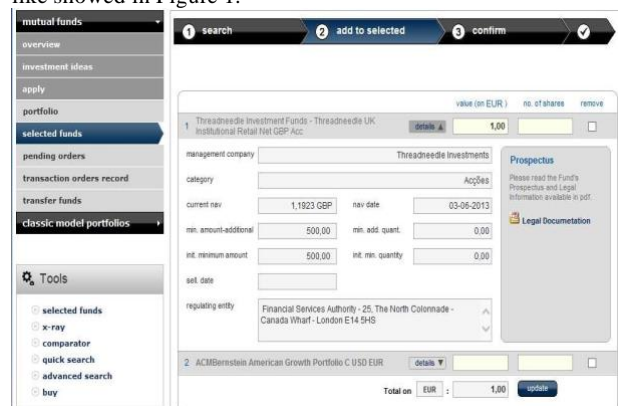 like showed in Figure 1.
mutual funds
overview
investment ideas
apply
portfolio
selected funds
pending orders
transaction orders record
transfer funds
classic model portfolios
Tools
selected funds
x-ray
comparator
quick search
advanced search
buy
1 search
2 add to selected
3 confirm
value (on EUR ) no. of shares remove
1 Threadneedle Investment Funds - Threadneedle UK
Institutional Retail Net GBP Acc details 1,00
management company Threadneedle Investments
category Acções
current nav 1,1923 GBP nav date 03-06-2013
min. amount-additional 500,00 min. add. quant. 0,00
init. minimum amount 500,00 init. min. quantity 0,00
sell. date
regulating entity Financial Services Authority - 25, The North Colonnade -
Canada Wharf - London E14 5HS
Prospectus
Please read the Fund's
Prospectus and Legal
Information available in pdf.
Legal Documetation
2 ACMBernstein American Growth Portfolio C USD EUR details
Total on EUR : 1,00 update